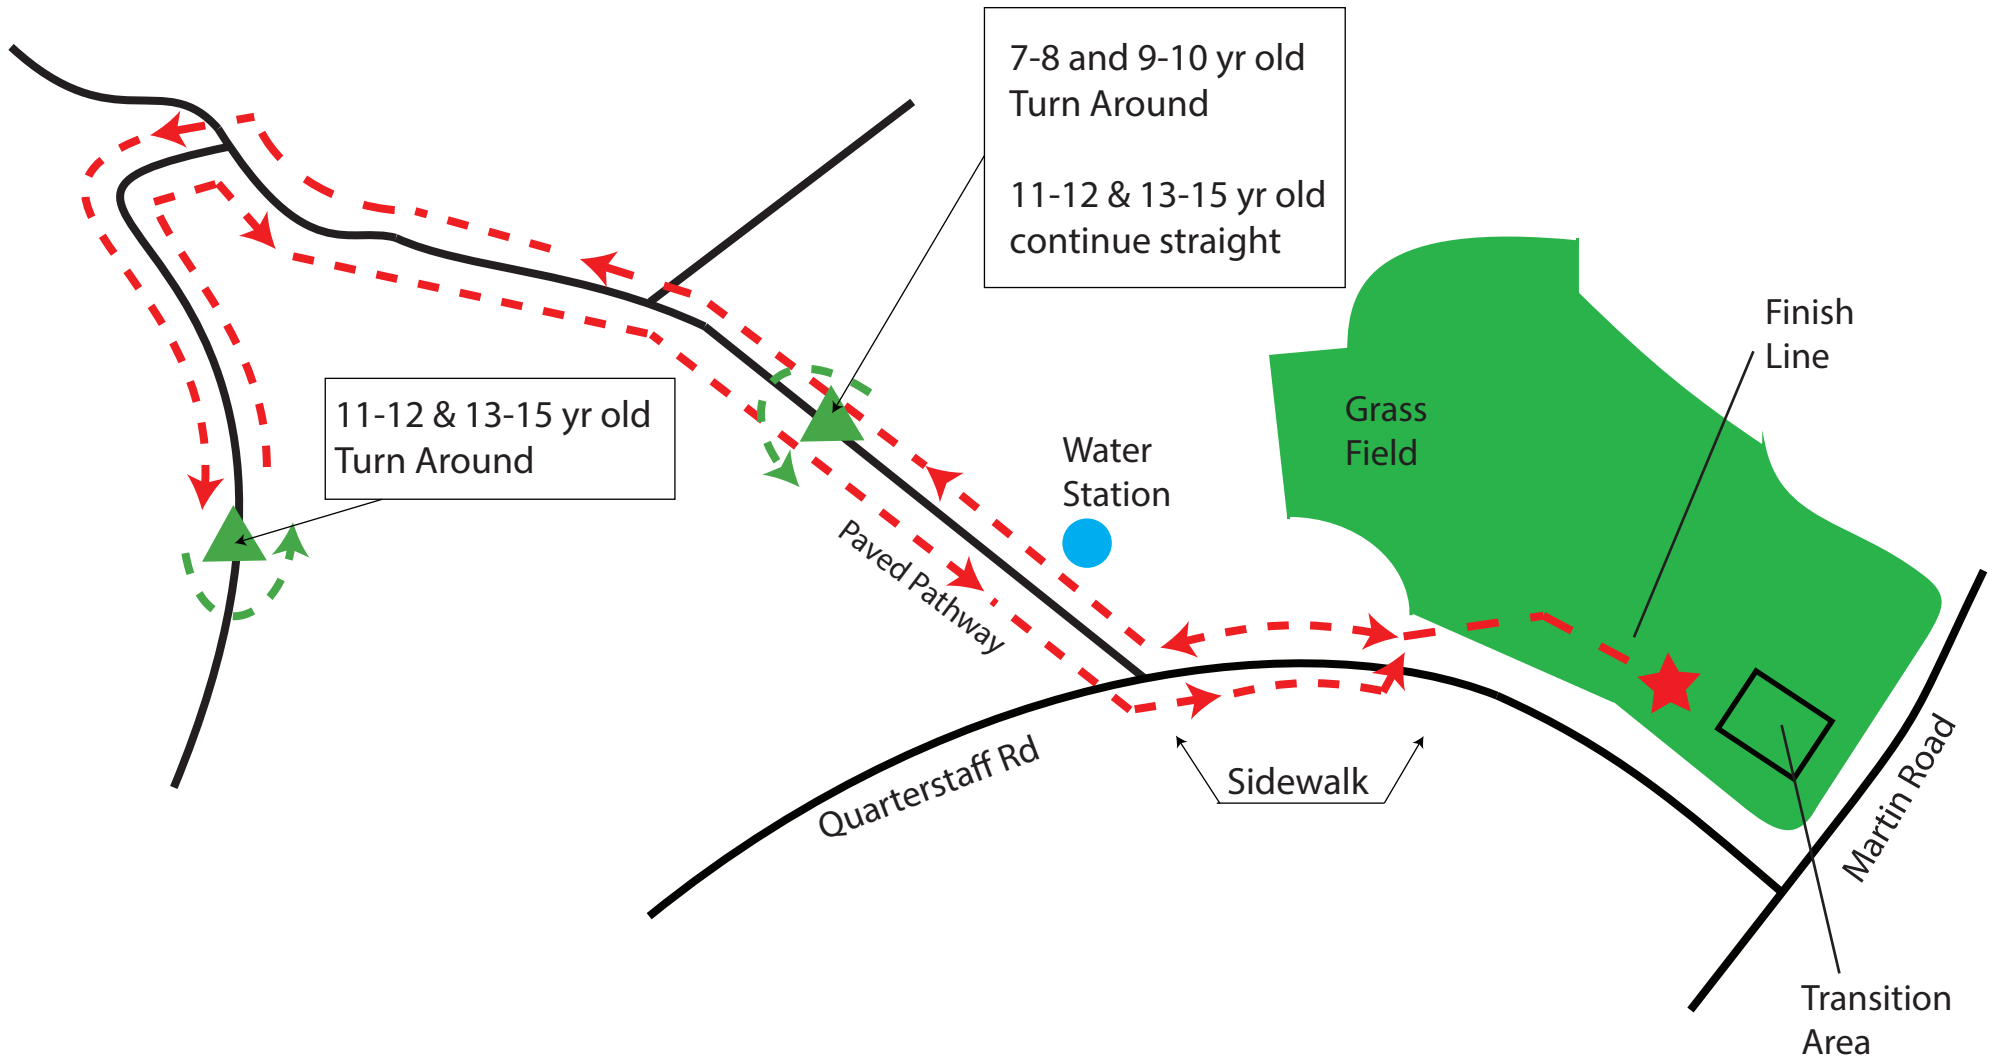 7-8 and 9-10 yr old
Turn Around
11-12 & 13-15 yr old
continue straight
Finish
Line
Grass
Field
11-12 & 13-15 yr old
Turn Around
Water
Station
Paved Pathway
Quarterstaff Rd
Sidewalk
Martin Road
Transition
Area